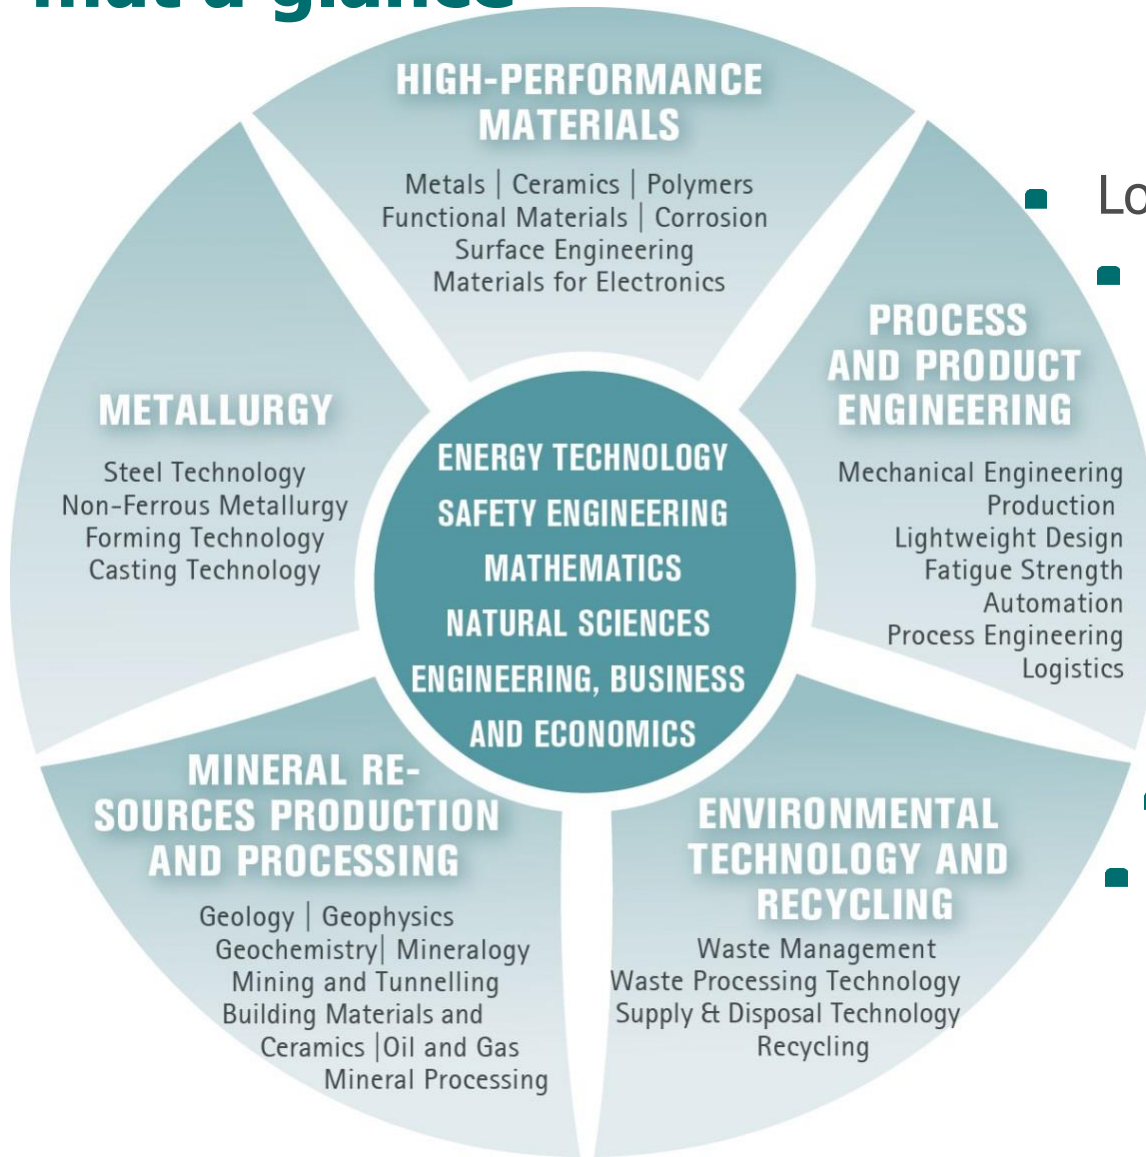 mat a glance
HIGH-PERFORMANCE
MATERIALS
Metals | Ceramics | Polymers
Functional Materials | Corrosion
Surface Engineering
Materials for Electronics
Lo
PROCESS
AND PRODUCT
ENGINEERING
Mechanical Engineering
Production
Lightweight Design
Fatigue Strength
Automation
Process Engineering
Logistics
METALLURGY
Steel Technology
Non-Ferrous Metallurgy
Forming Technology
Casting Technology
ENERGY TECHNOLOGY
SAFETY ENGINEERING
MATHEMATICS
NATURAL SCIENCES
ENGINEERING, BUSINESS
AND ECONOMICS
MINERAL RE-
SOURCES PRODUCTION
AND PROCESSING
Geology | Geophysics
Geochemistry| Mineralogy
Mining and Tunnelling
Building Materials and
Ceramics |Oil and Gas
Mineral Processing
ENVIRONMENTAL
TECHNOLOGY AND
RECYCLING
Waste Management
Waste Processing Technology
Supply & Disposal Technology
Recycling